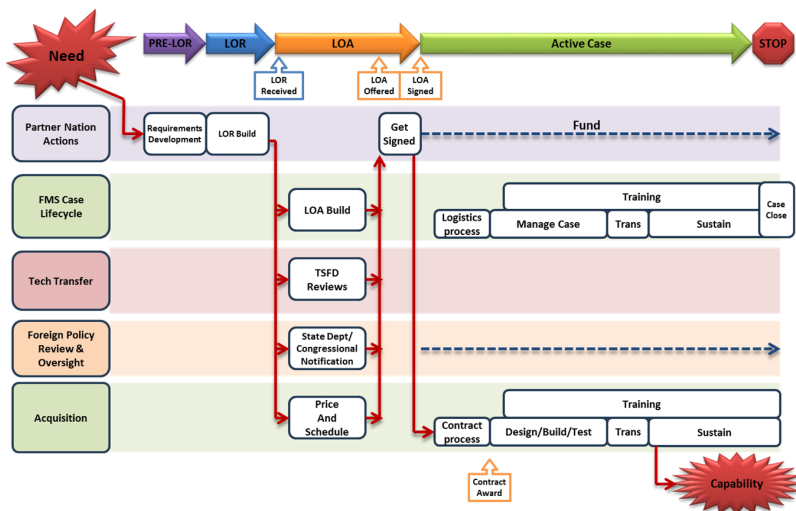 Need
PRE-LOR
LOR
LOA
Active Case
STOP
LOR
Received
LOA
Offered
LOA
Signed
Partner Nation
Actions
Requirements
Development
LOR Build
Get
Signed
Fund
FMS Case
Lifecycle
LOA Build
Training
Case
Close
Logistics
process
Manage Case
Trans
Sustain
Tech Transfer
TSFD
Reviews
Foreign Policy
Review &
Oversight
State Dept/
Congressional
Notification
Acquisition
Price
And
Schedule
Training
Contract
process
Design/Build/Test
Trans
Sustain
Contract
Award
Capability